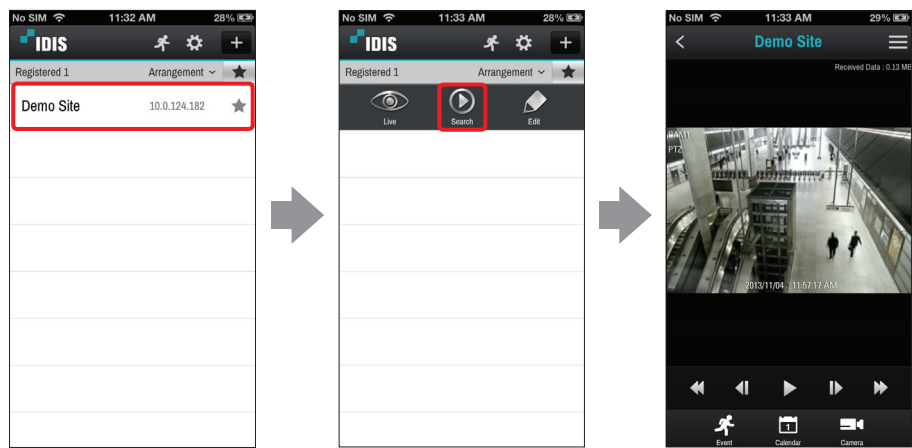 No SIM 11:32 AM 28%
IDIS
Registered 1 Arrangement
Demo Site 10.0.124.182
No SIM 11:33 AM 28%
IDIS
Registered 1 Arrangement
Live Search Edit
No SIM 11:33 AM 29%
Demo Site
Received Data : 0.13 MB
CAM1
PTZ
2013/11/04 11:57:17 AM
1
Event Calendar Camera